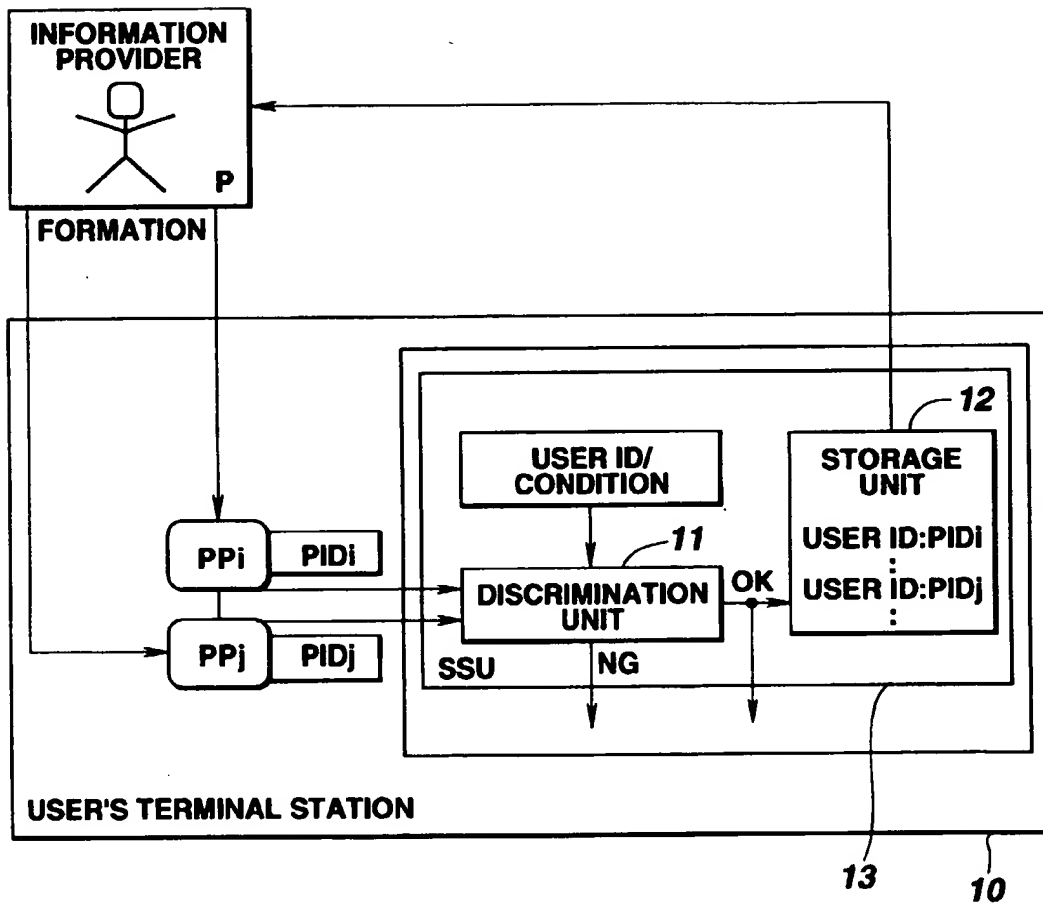 INFORMATION
PROVIDER
P
FORMATION
12
USER ID/
CONDITION
STORAGE
UNIT
11
USER ID:PIDi
:
USER ID:PIDj
:
PPi
PIDi
DISCRIMINATION
UNIT
OK
PPj
PIDj
SSU
NG
USER'S TERMINAL STATION
13
10